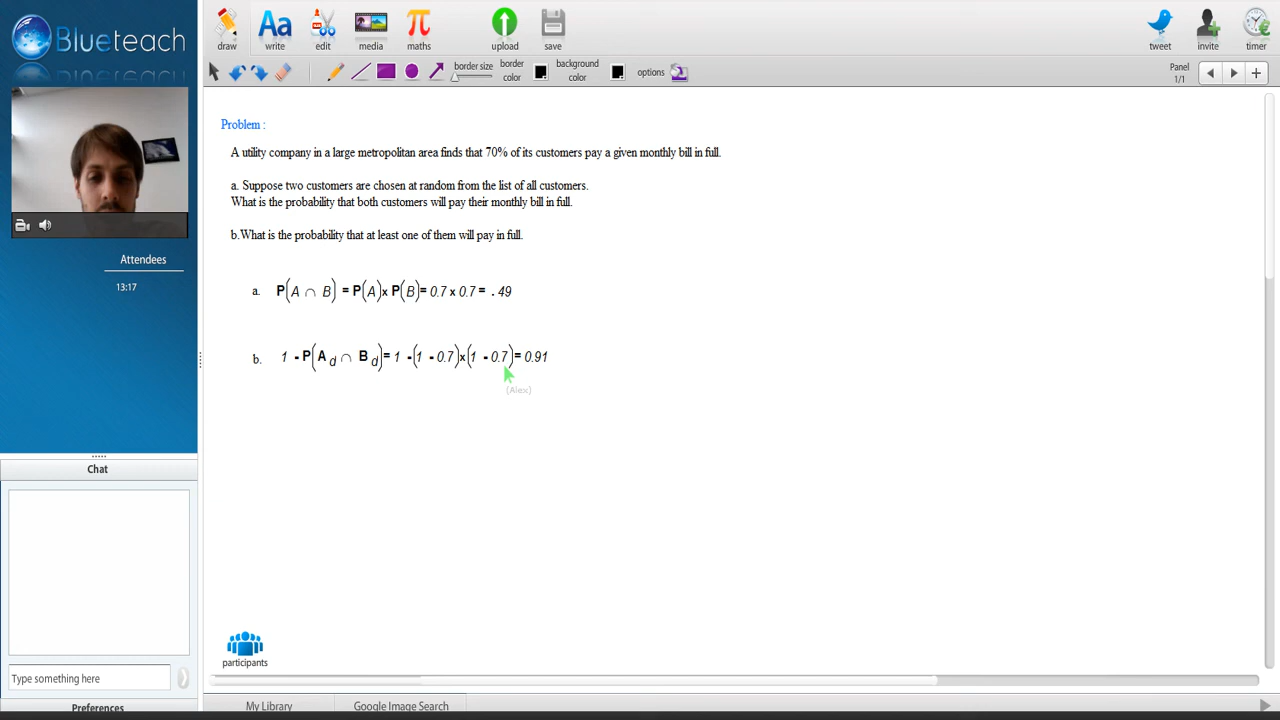 Blueteach
draw
write
edit
media
maths
upload
save
tweet
invite
timer
border size
border color
background color
options
Panel
1/1
Attendees
13:17
Problem :
A utility company in a large metropolitan area finds that 70% of its customers pay a given monthly bill in full.
a. Suppose two customers are chosen at random from the list of all customers.
What is the probability that both customers will pay their monthly bill in full.
b.What is the probability that at least one of them will pay in full.
a. P(A ∩ B) = P(A)x P(B)= 0.7 x 0.7 = . 49
b. 1 - P(A d ∩ B d)= 1 -(1 - 0.7)x(1 - 0.7)= 0.91
(Alex)
Chat
Type something here
Preferences
participants
My Library
Google Image Search